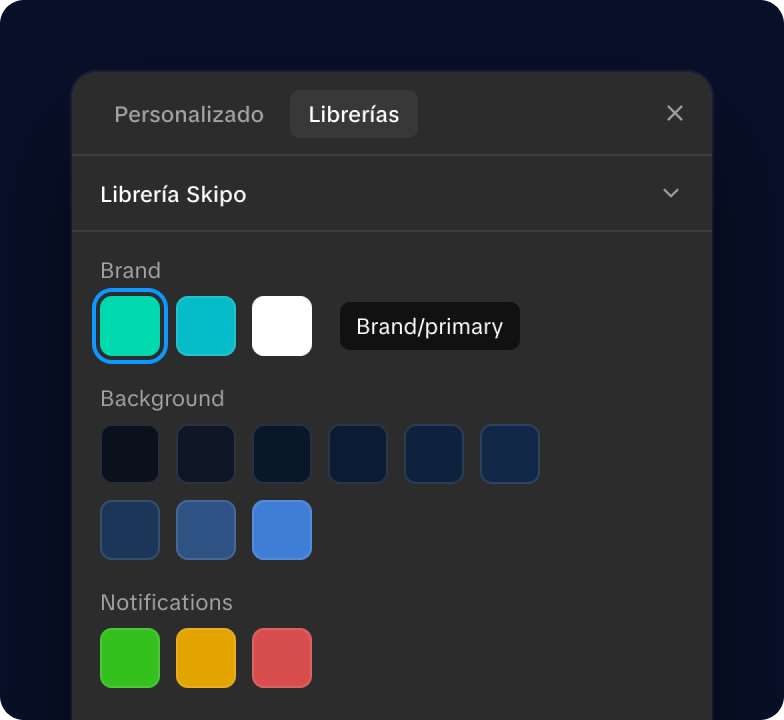 Personalizado Librerías
Librería Skipo
Brand
Brand/primary
Background
Notifications